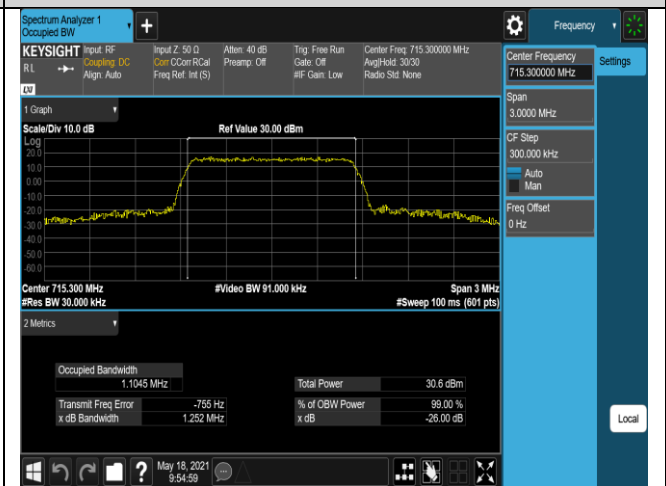 Spectrum Analyzer 1
Occupied BW
Frequency
KEYSIGHT
RL
LXI
Input: RF
Coupling: DC
Align: Auto
Input Z: 50 Ω
Corr CCorr RCal
Freq Ref: Int (S)
Atten: 40 dB
Preamp: Off
Trig: Free Run
Gate: Off
#IF Gain: Low
Center Freq: 715.300000 MHz
Avg|Hold: 30/30
Radio Std: None
1 Graph
Scale/Div 10.0 dB
Ref Value 30.00 dBm
Log
20.0
10.0
0.00
-10.0
-20.0
-30.0
-40.0
-50.0
-60.0
Center 715.300 MHz
#Video BW 91.000 kHz
Span 3 MHz
#Res BW 30.000 kHz
#Sweep 100 ms (601 pts)
2 Metrics
Occupied Bandwidth
1.1045 MHz
Total Power 30.6 dBm
Transmit Freq Error -755 Hz
% of OBW Power 99.00 %
x dB Bandwidth 1.252 MHz
x dB -26.00 dB
Center Frequency
715.300000 MHz
Settings
Span
3.0000 MHz
CF Step
300.000 kHz
Auto
Man
Freq Offset
0 Hz
Local
May 18, 2021
9:54:59